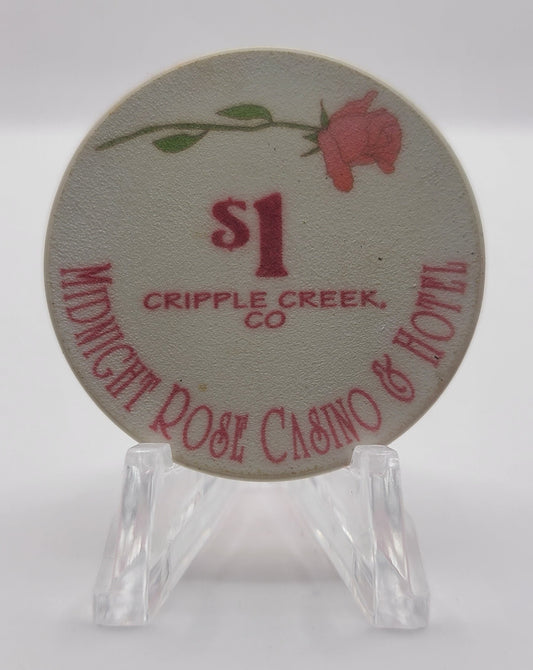 $1
CRIPPLE CREEK,
CO
MIDNIGHT ROSE CASINO & HOTEL